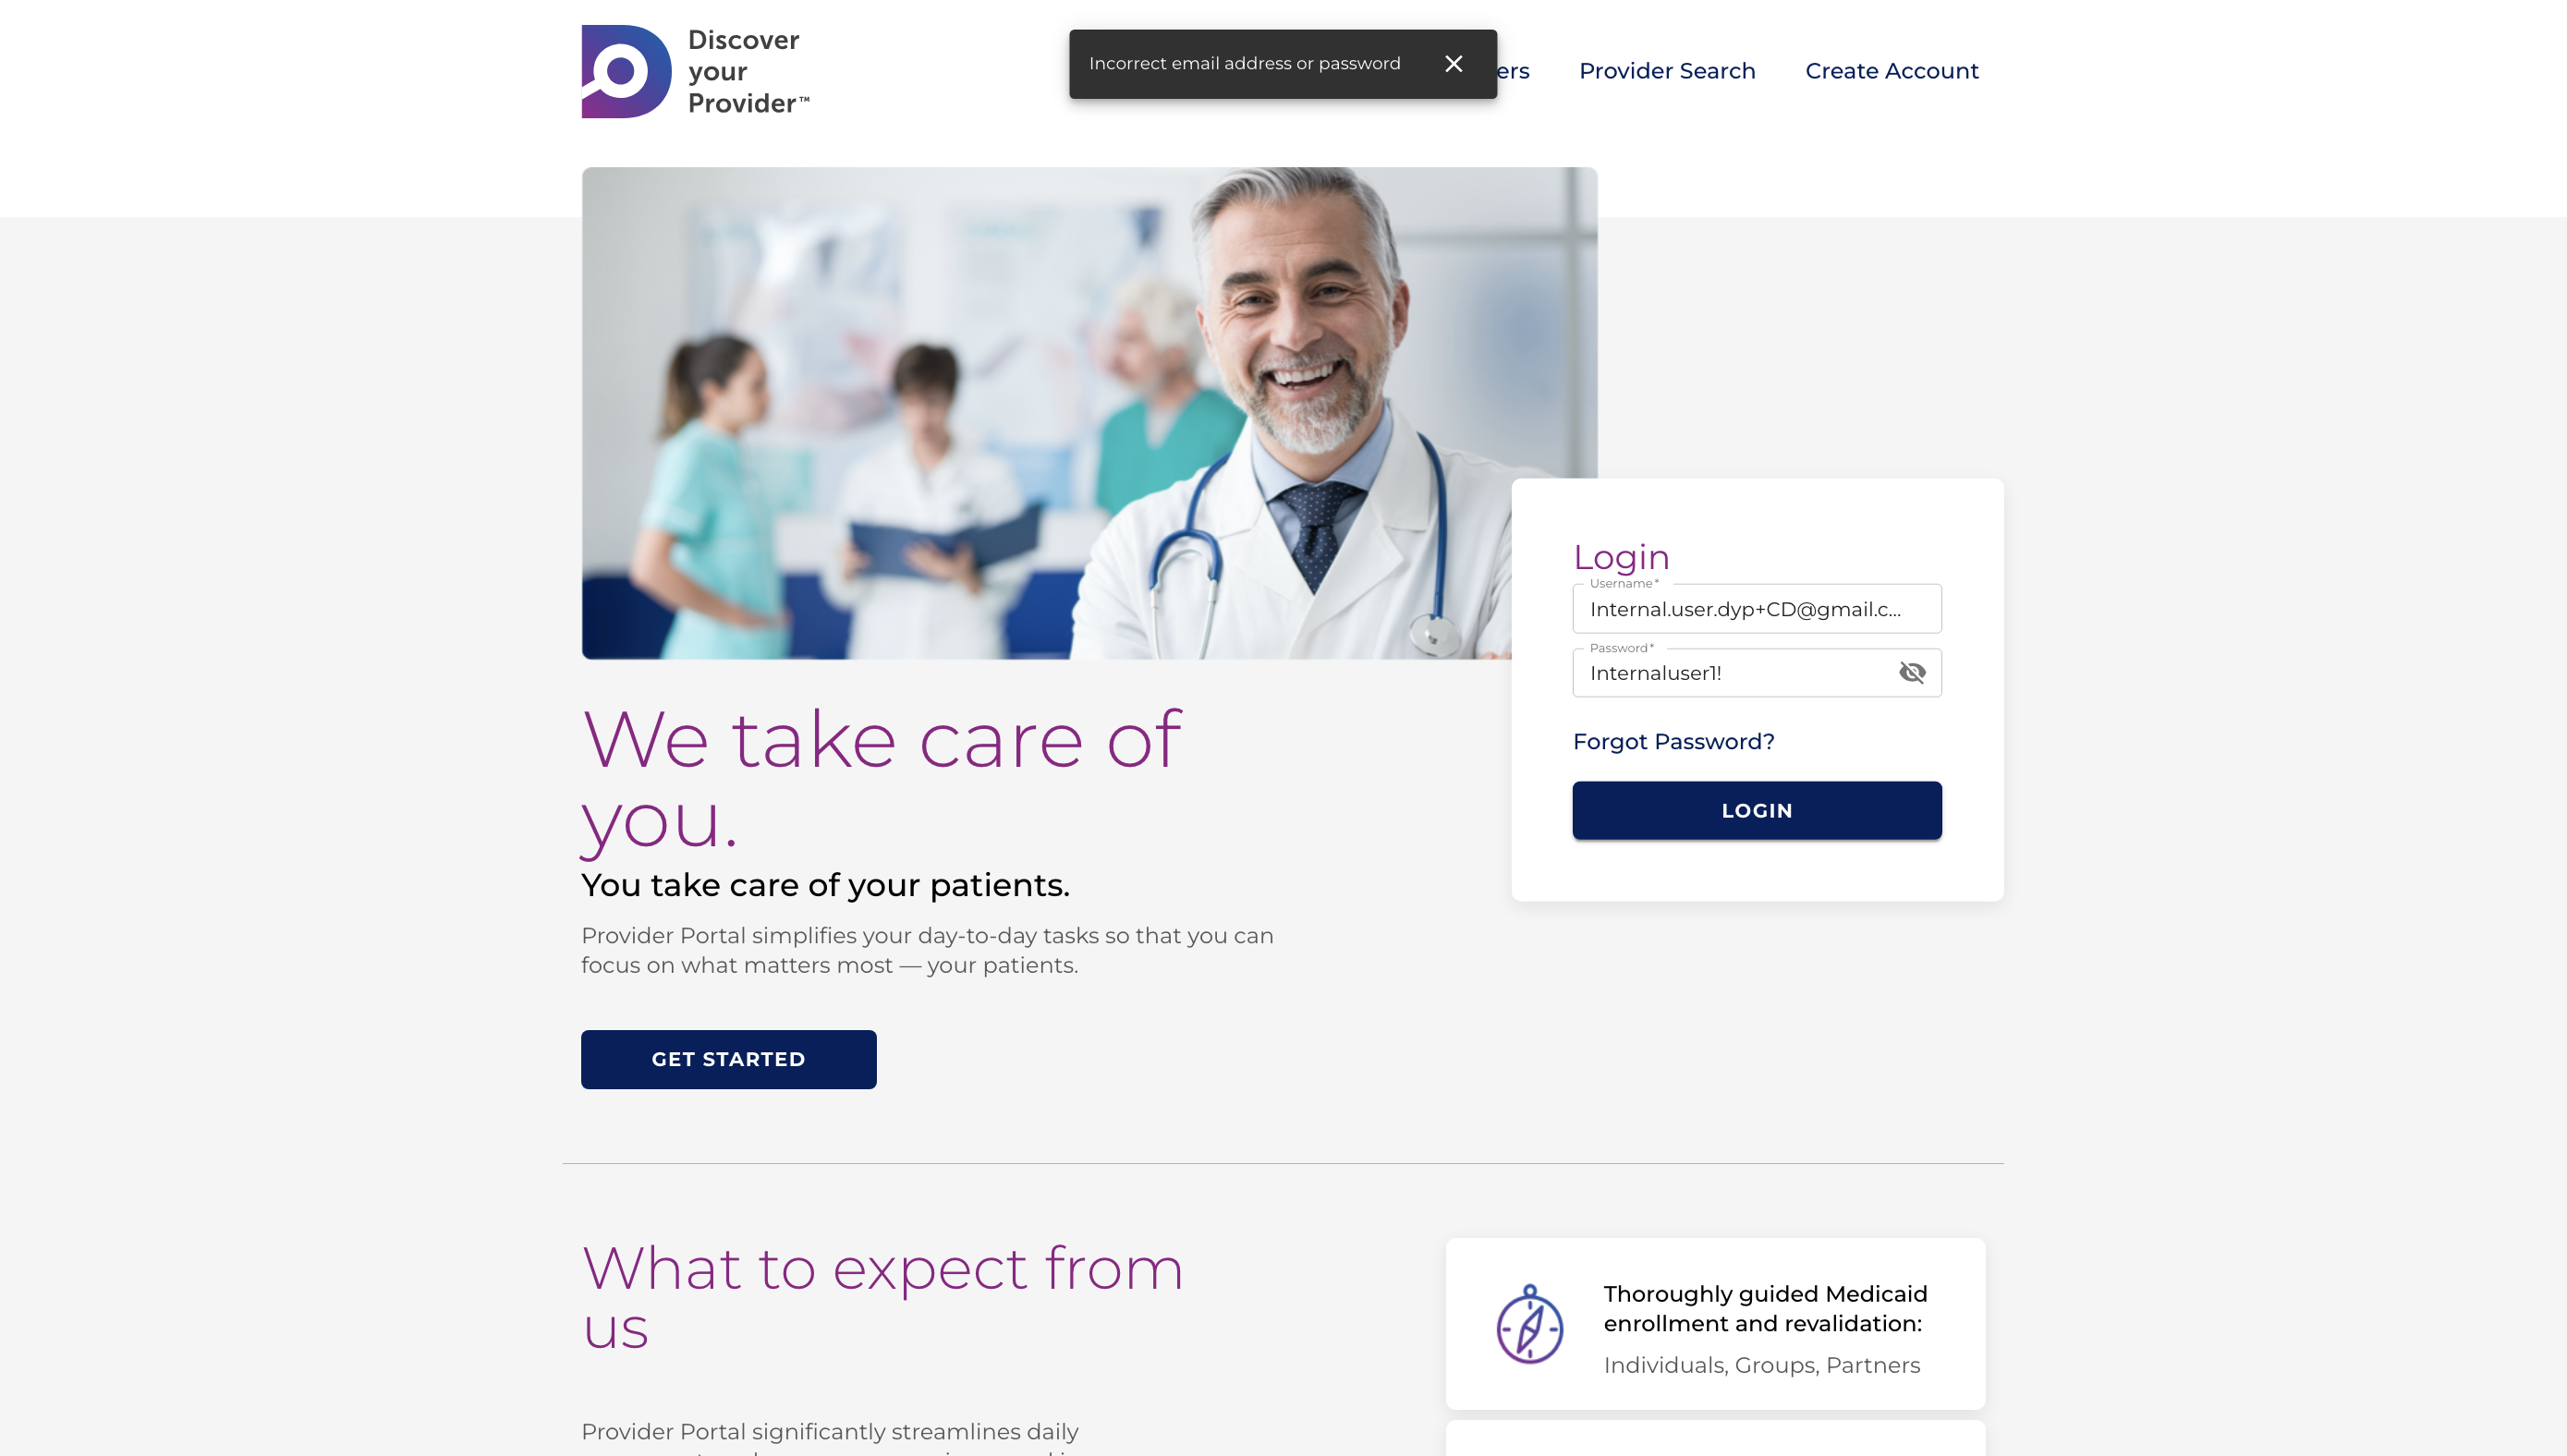 Discover
your
Provider™
Incorrect email address or password
ers
Provider Search
Create Account
Login
Username*
Internal.user.dyp+CD@gmail.c...
Password*
Internaluser1!
Forgot Password?
LOGIN
We take care of
you.
You take care of your patients.
Provider Portal simplifies your day-to-day tasks so that you can
focus on what matters most — your patients.
GET STARTED
What to expect from
us
Thoroughly guided Medicaid
enrollment and revalidation:
Individuals, Groups, Partners
Provider Portal significantly streamlines daily